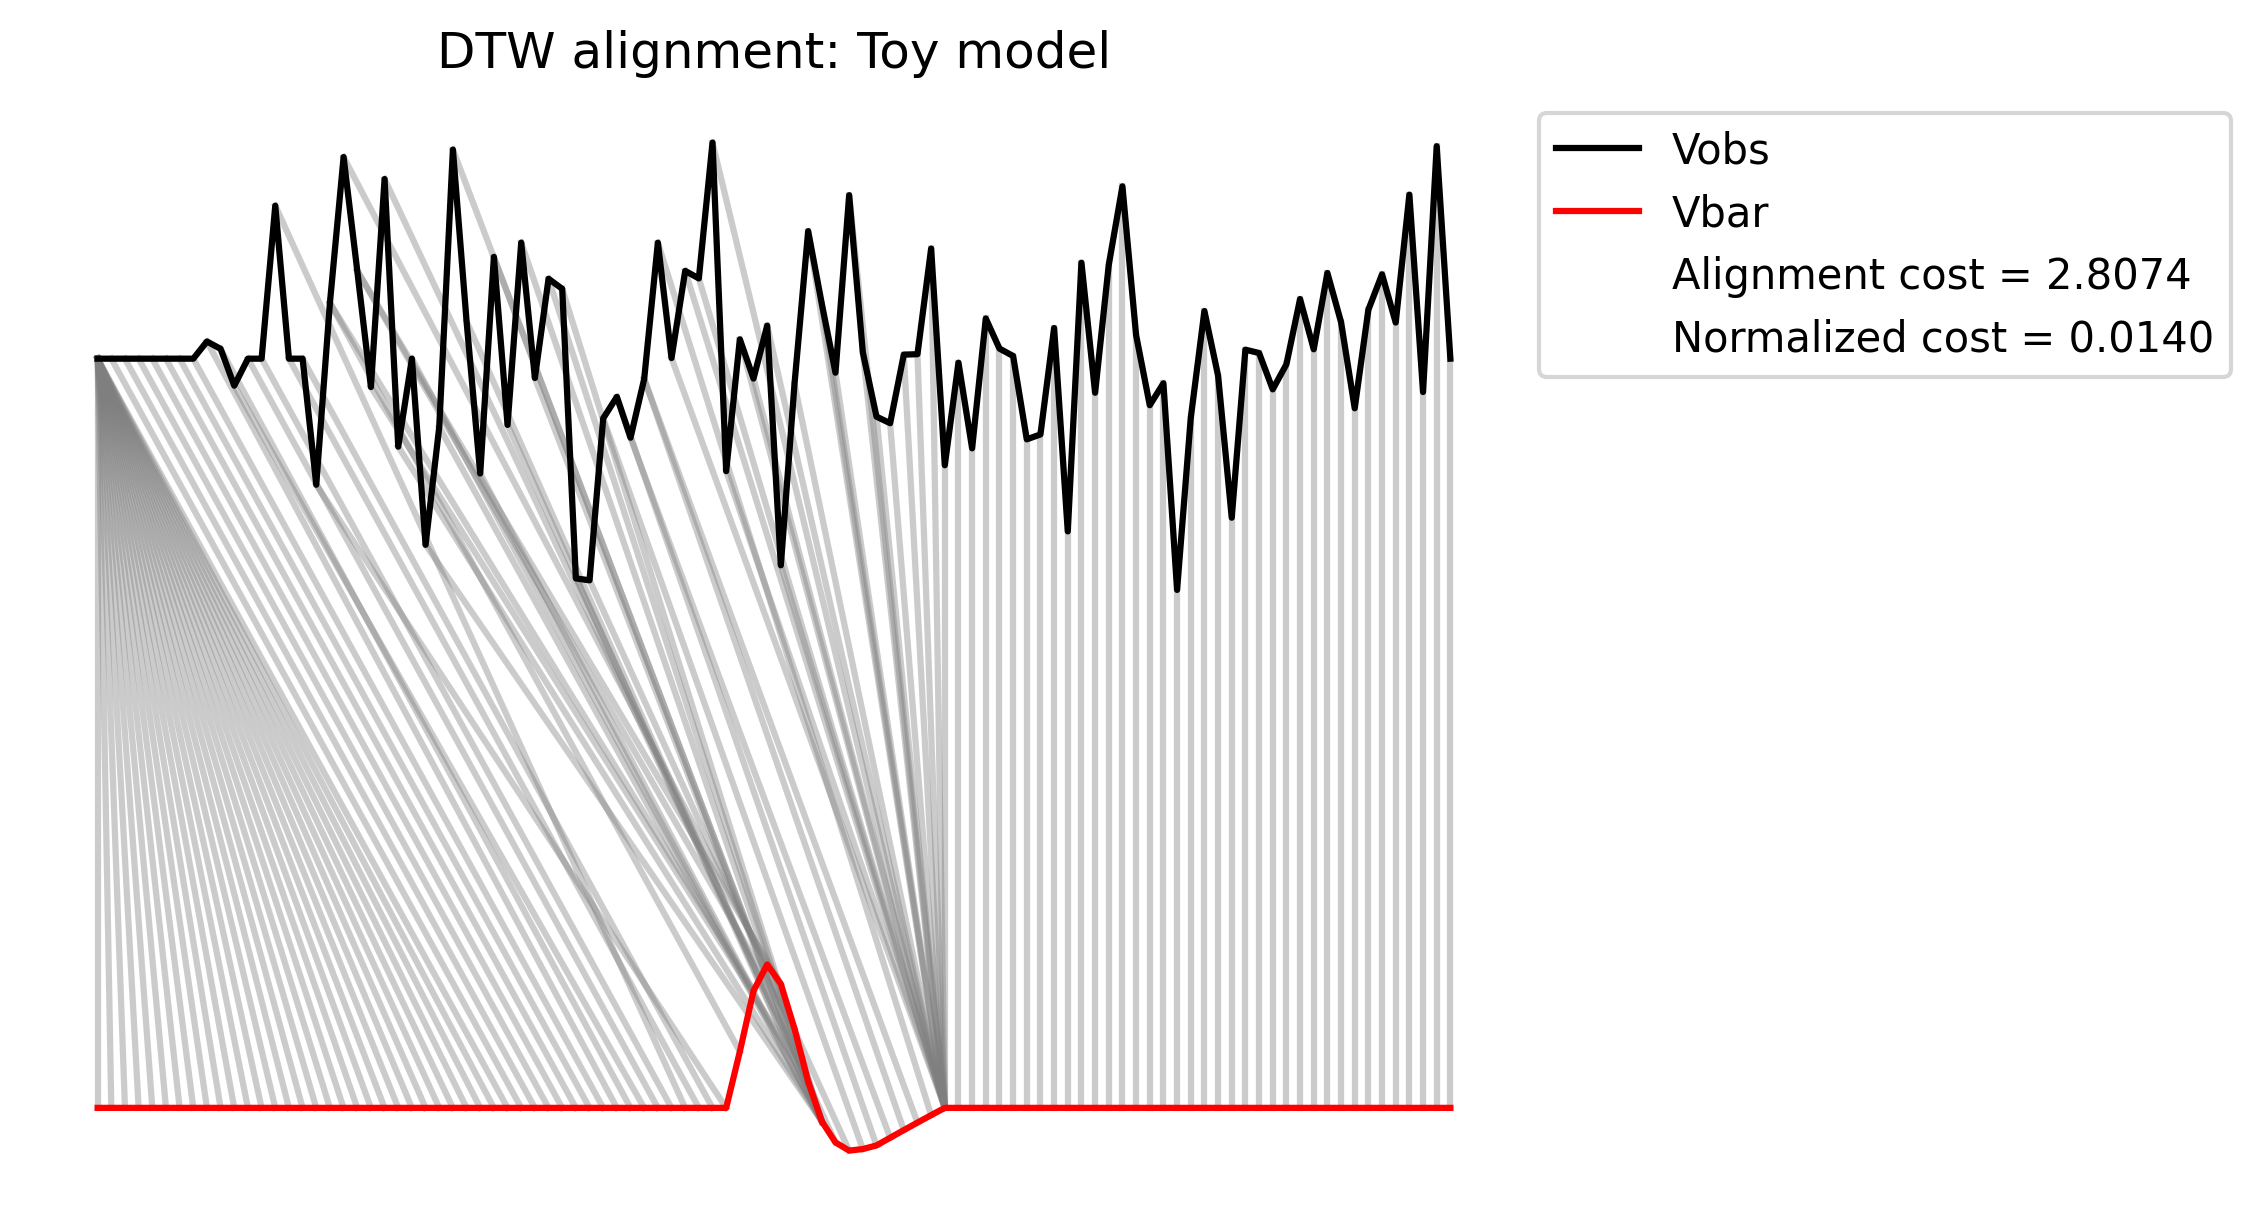 DTW alignment: Toy model
Vobs
Vbar
Alignment cost = 2.8074
Normalized cost = 0.0140